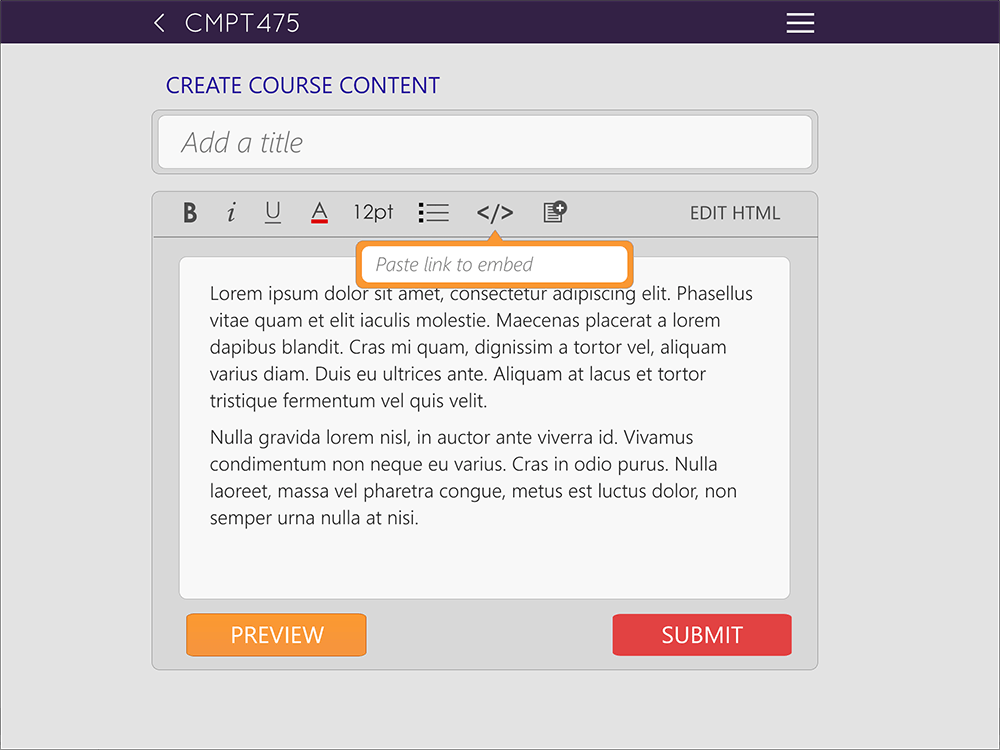 CMPT475
CREATE COURSE CONTENT
Add a title
B i U A 12pt </> EDIT HTML
Paste link to embed
Lorem ipsum dolor sit amet, consectetur adipiscing elit. Phasellus
vitae quam et elit iaculis molestie. Maecenas placerat a lorem
dapibus blandit. Cras mi quam, dignissim a tortor vel, aliquam
varius diam. Duis eu ultrices ante. Aliquam at lacus et tortor
tristique fermentum vel quis velit.
Nulla gravida lorem nisl, in auctor ante viverra id. Vivamus
condimentum non neque eu varius. Cras in odio purus. Nulla
laoreet, massa vel pharetra congue, metus est luctus dolor, non
semper urna nulla at nisi.
PREVIEW SUBMIT